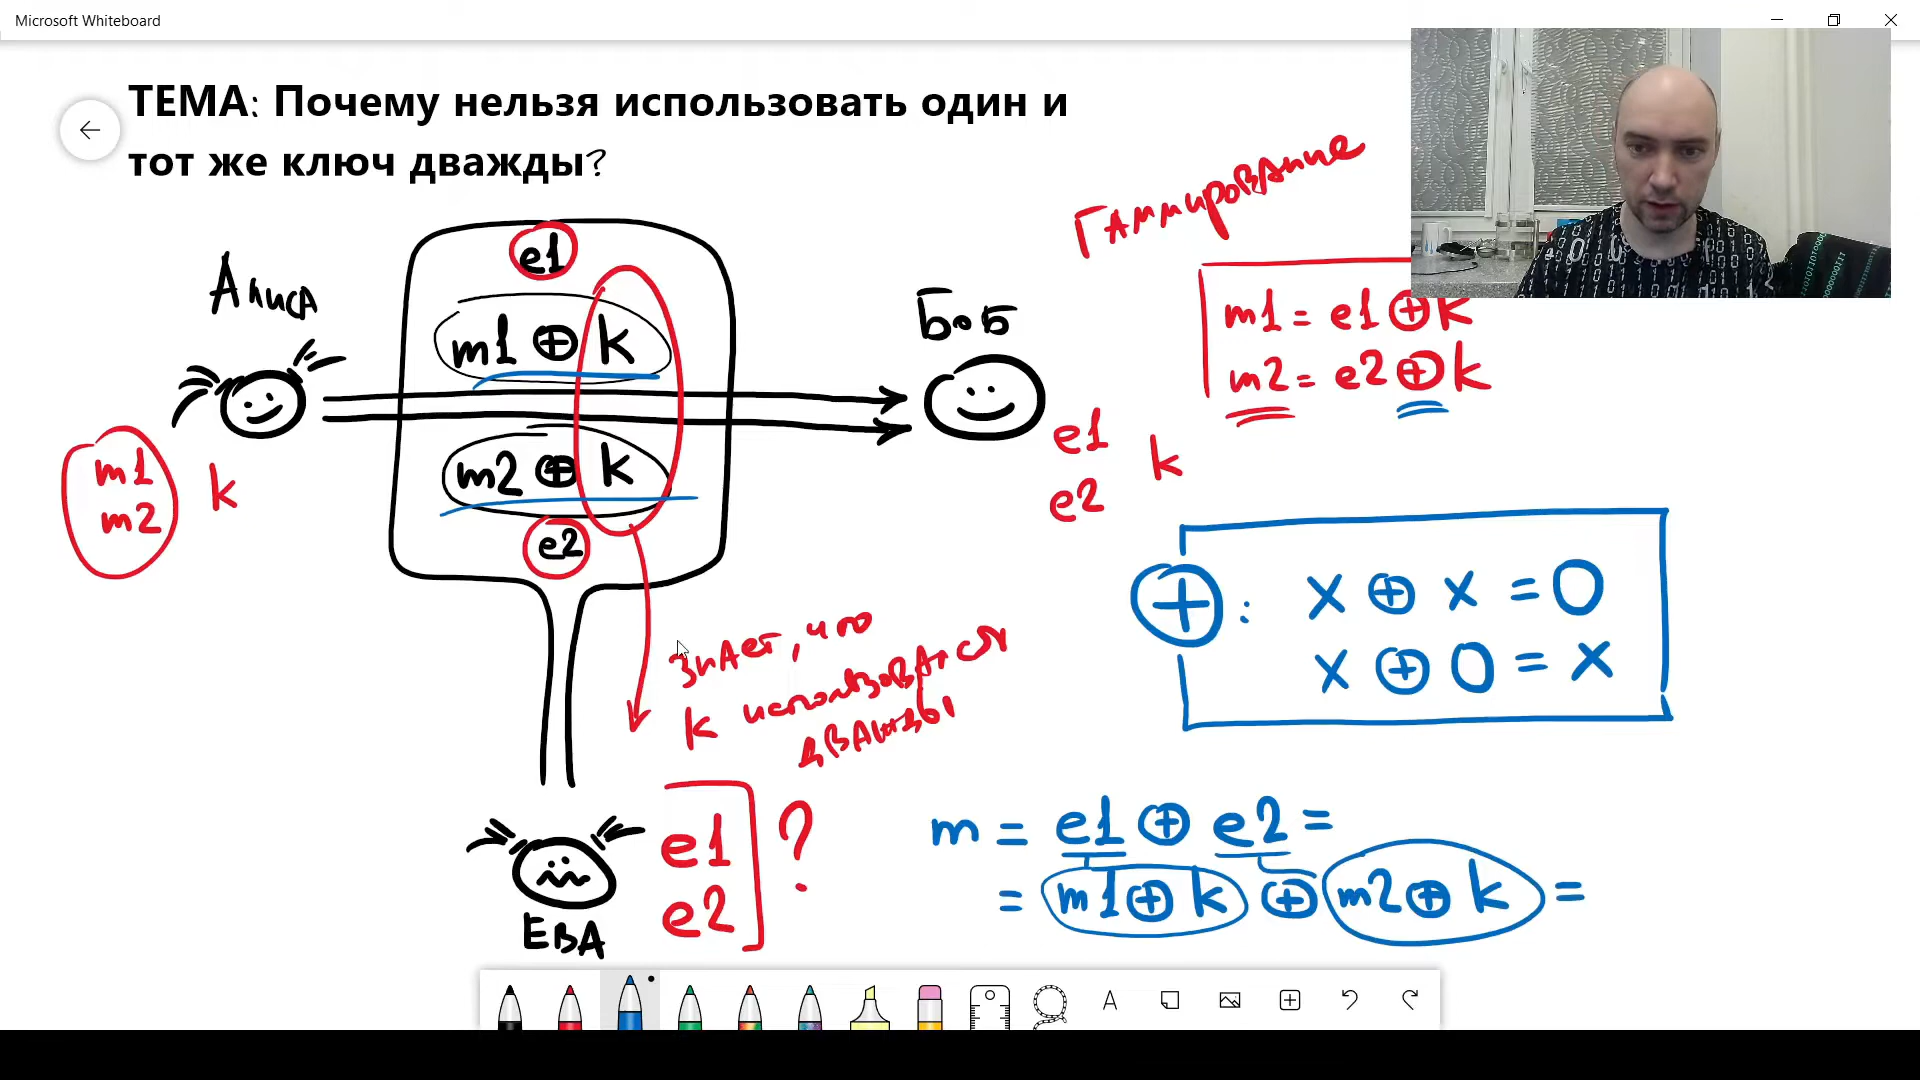 Microsoft Whiteboard
ТЕМА: Почему нельзя использовать один и
тот же ключ дважды?
Гаммирование
Алиса
e1
m1 ⊕ k
m2 ⊕ k
e2
Боб
m1 = e1 ⊕ k
m2 = e2 ⊕ k
m1
m2
k
e1
e2
k
⊕ : x ⊕ x = 0
x ⊕ 0 = x
знает, что
k использовался
дважды
ЕВА
e1
e2
?
m = e1 ⊕ e2 =
= m1 ⊕ k ⊕ m2 ⊕ k =